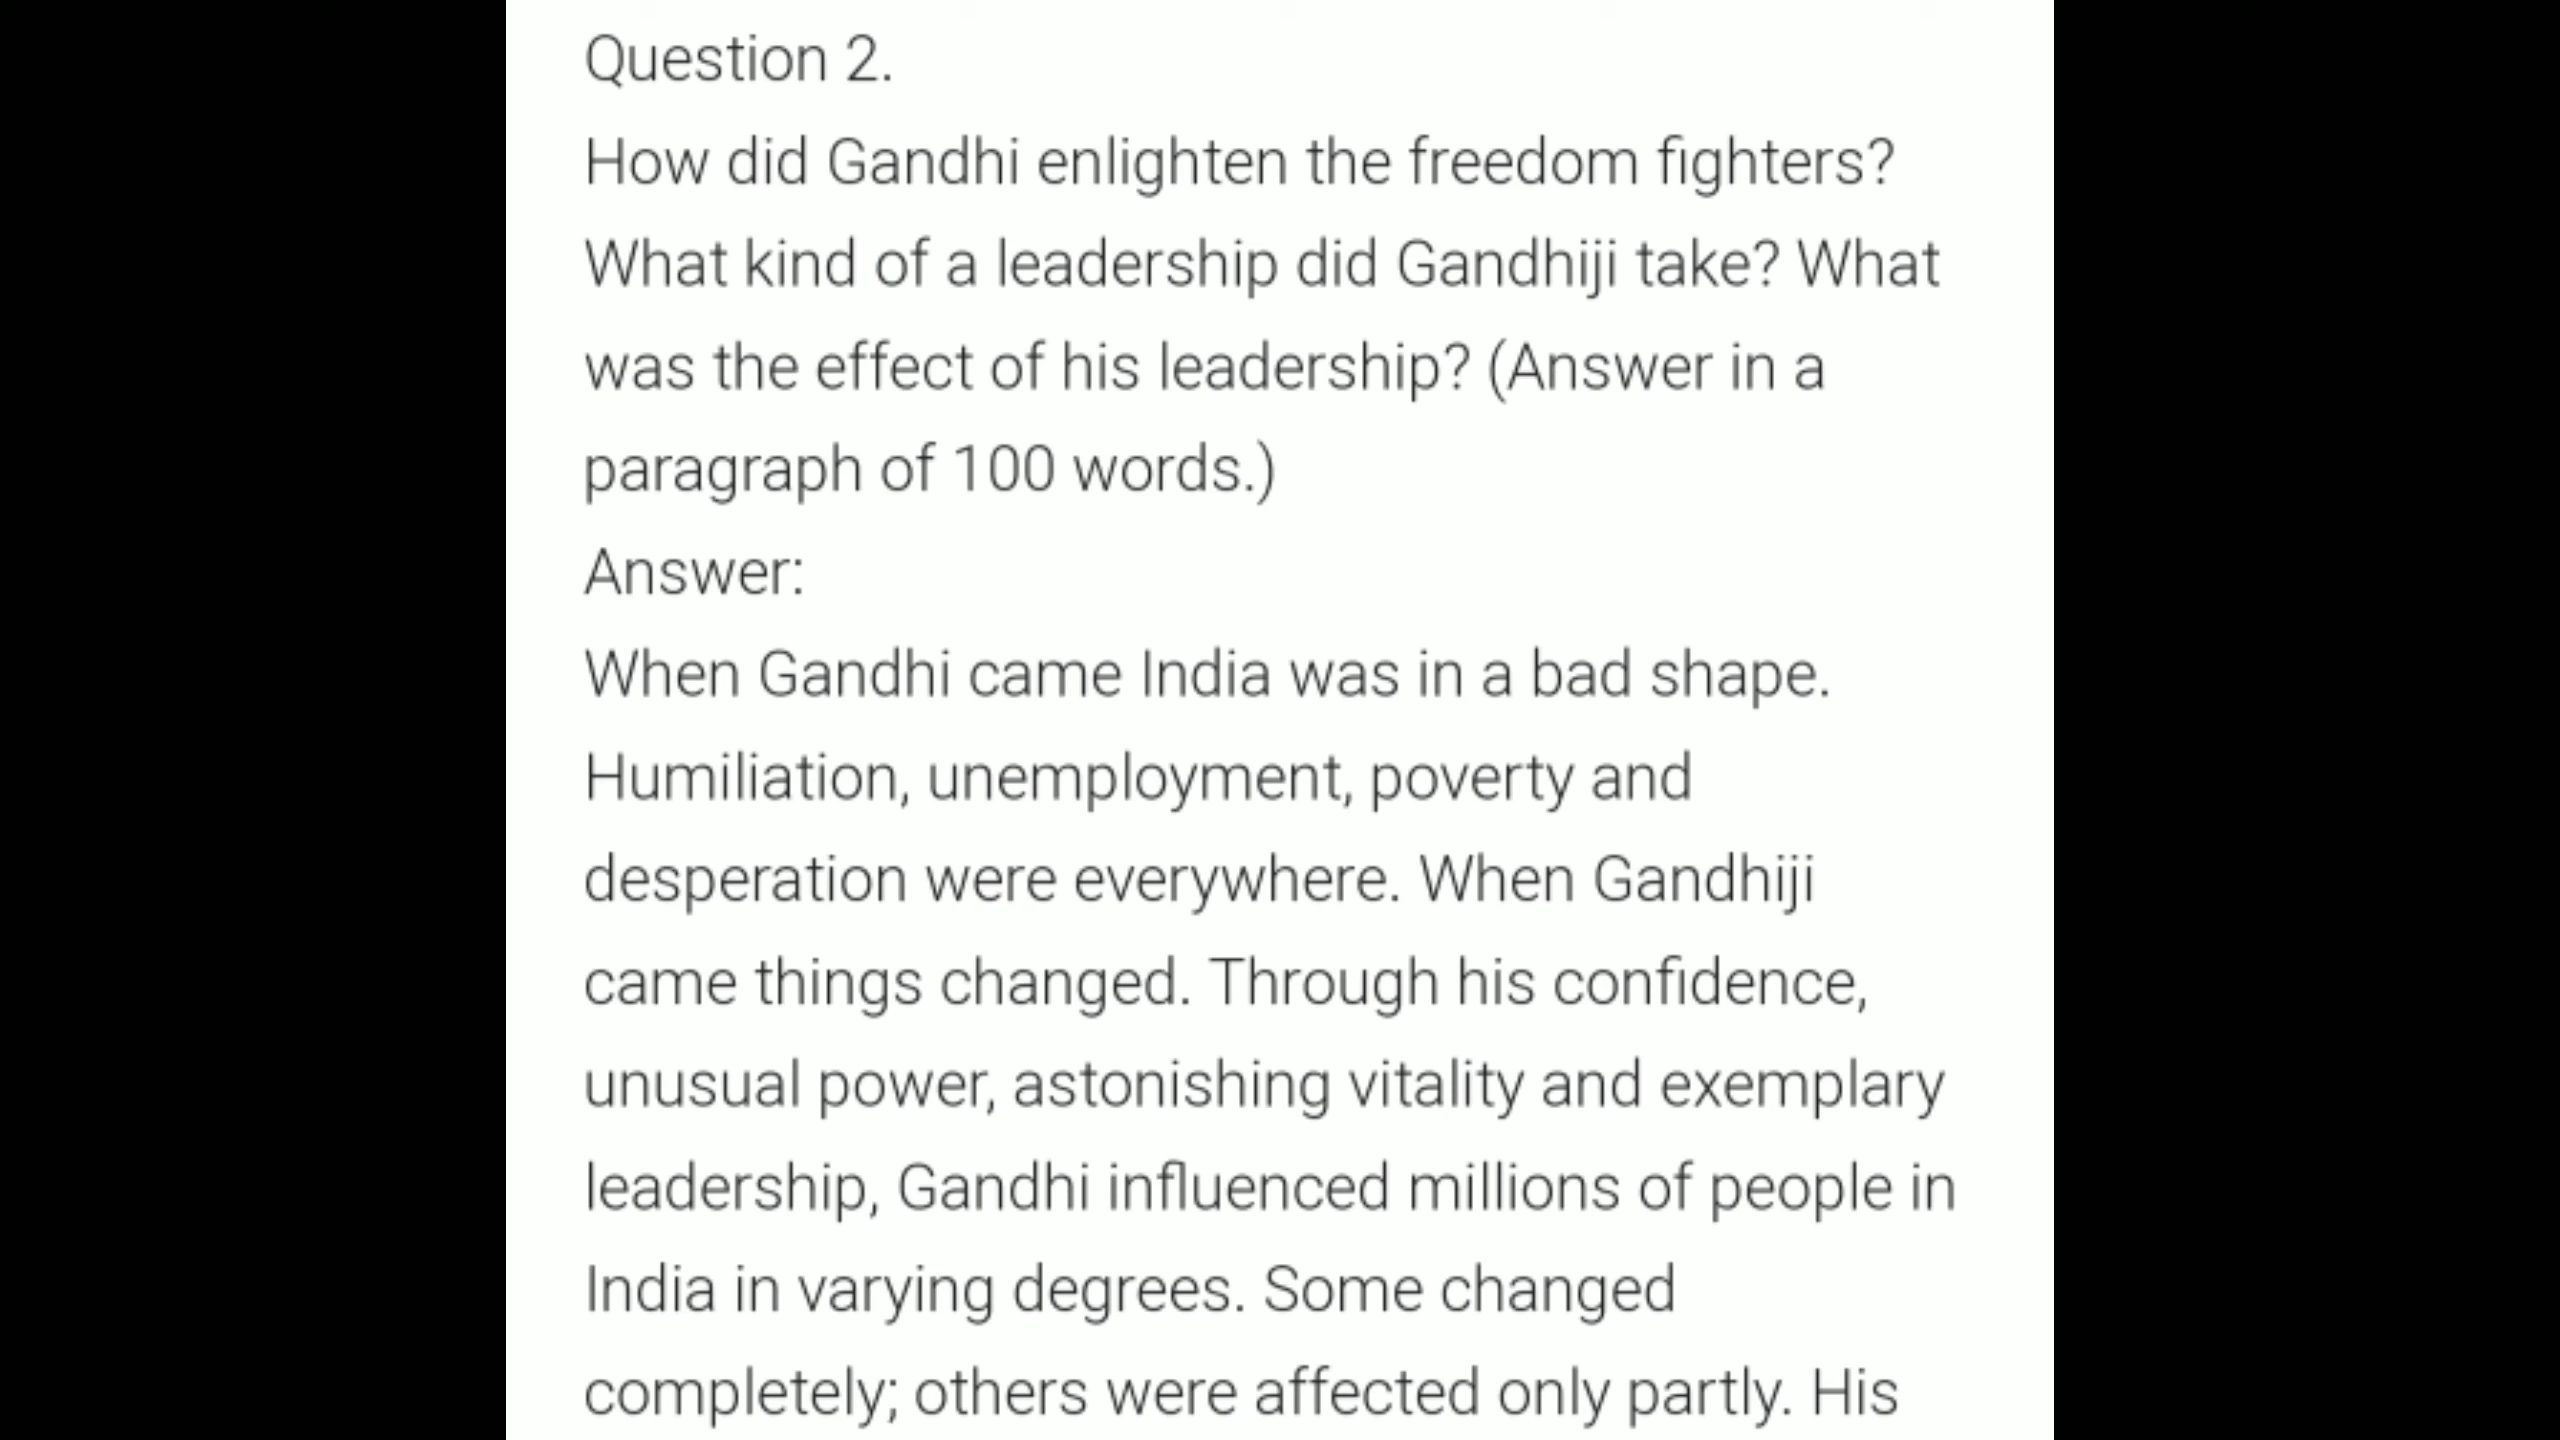 Question 2.
How did Gandhi enlighten the freedom fighters?
What kind of a leadership did Gandhiji take? What
was the effect of his leadership? (Answer in a
paragraph of 100 words.)
Answer:
When Gandhi came India was in a bad shape.
Humiliation, unemployment, poverty and
desperation were everywhere. When Gandhiji
came things changed. Through his confidence,
unusual power, astonishing vitality and exemplary
leadership, Gandhi influenced millions of people in
India in varying degrees. Some changed
completely; others were affected only partly. His